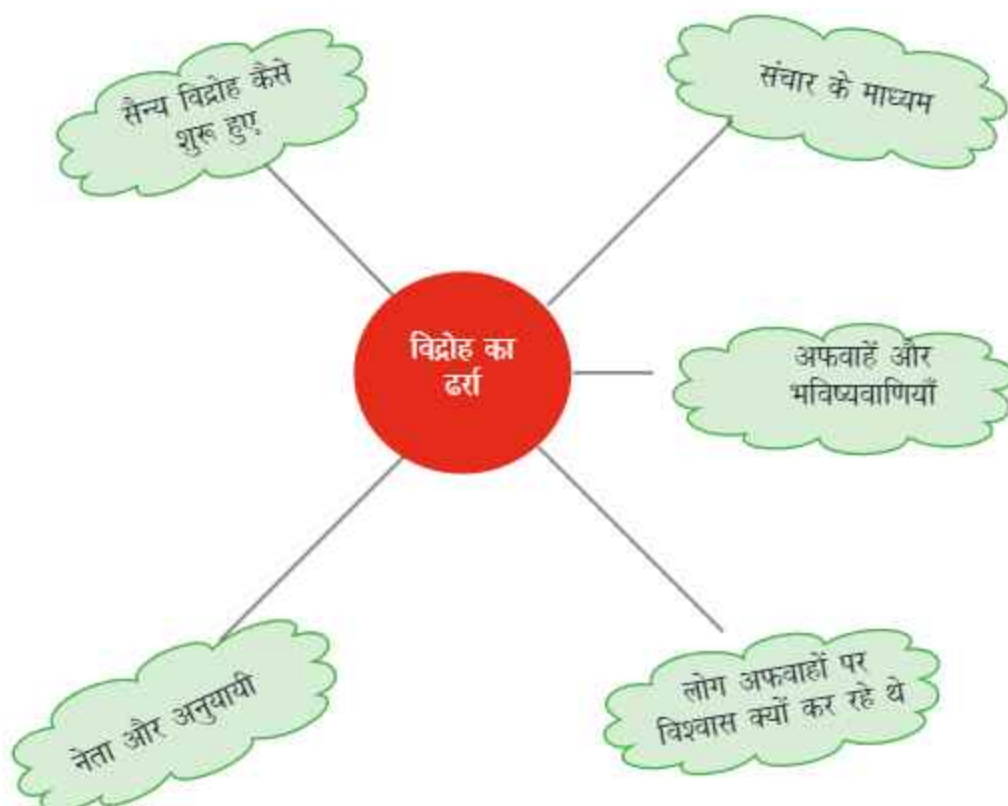 सैन्य विद्रोह कैसे
शुरू हुए
संचार के माध्यम
विद्रोह का
ढर्रा
अफवाहें और
भविष्यवाणियाँ
नेता और अनुयायी
लोग अफवाहों पर
विश्वास क्यों कर रहे थे